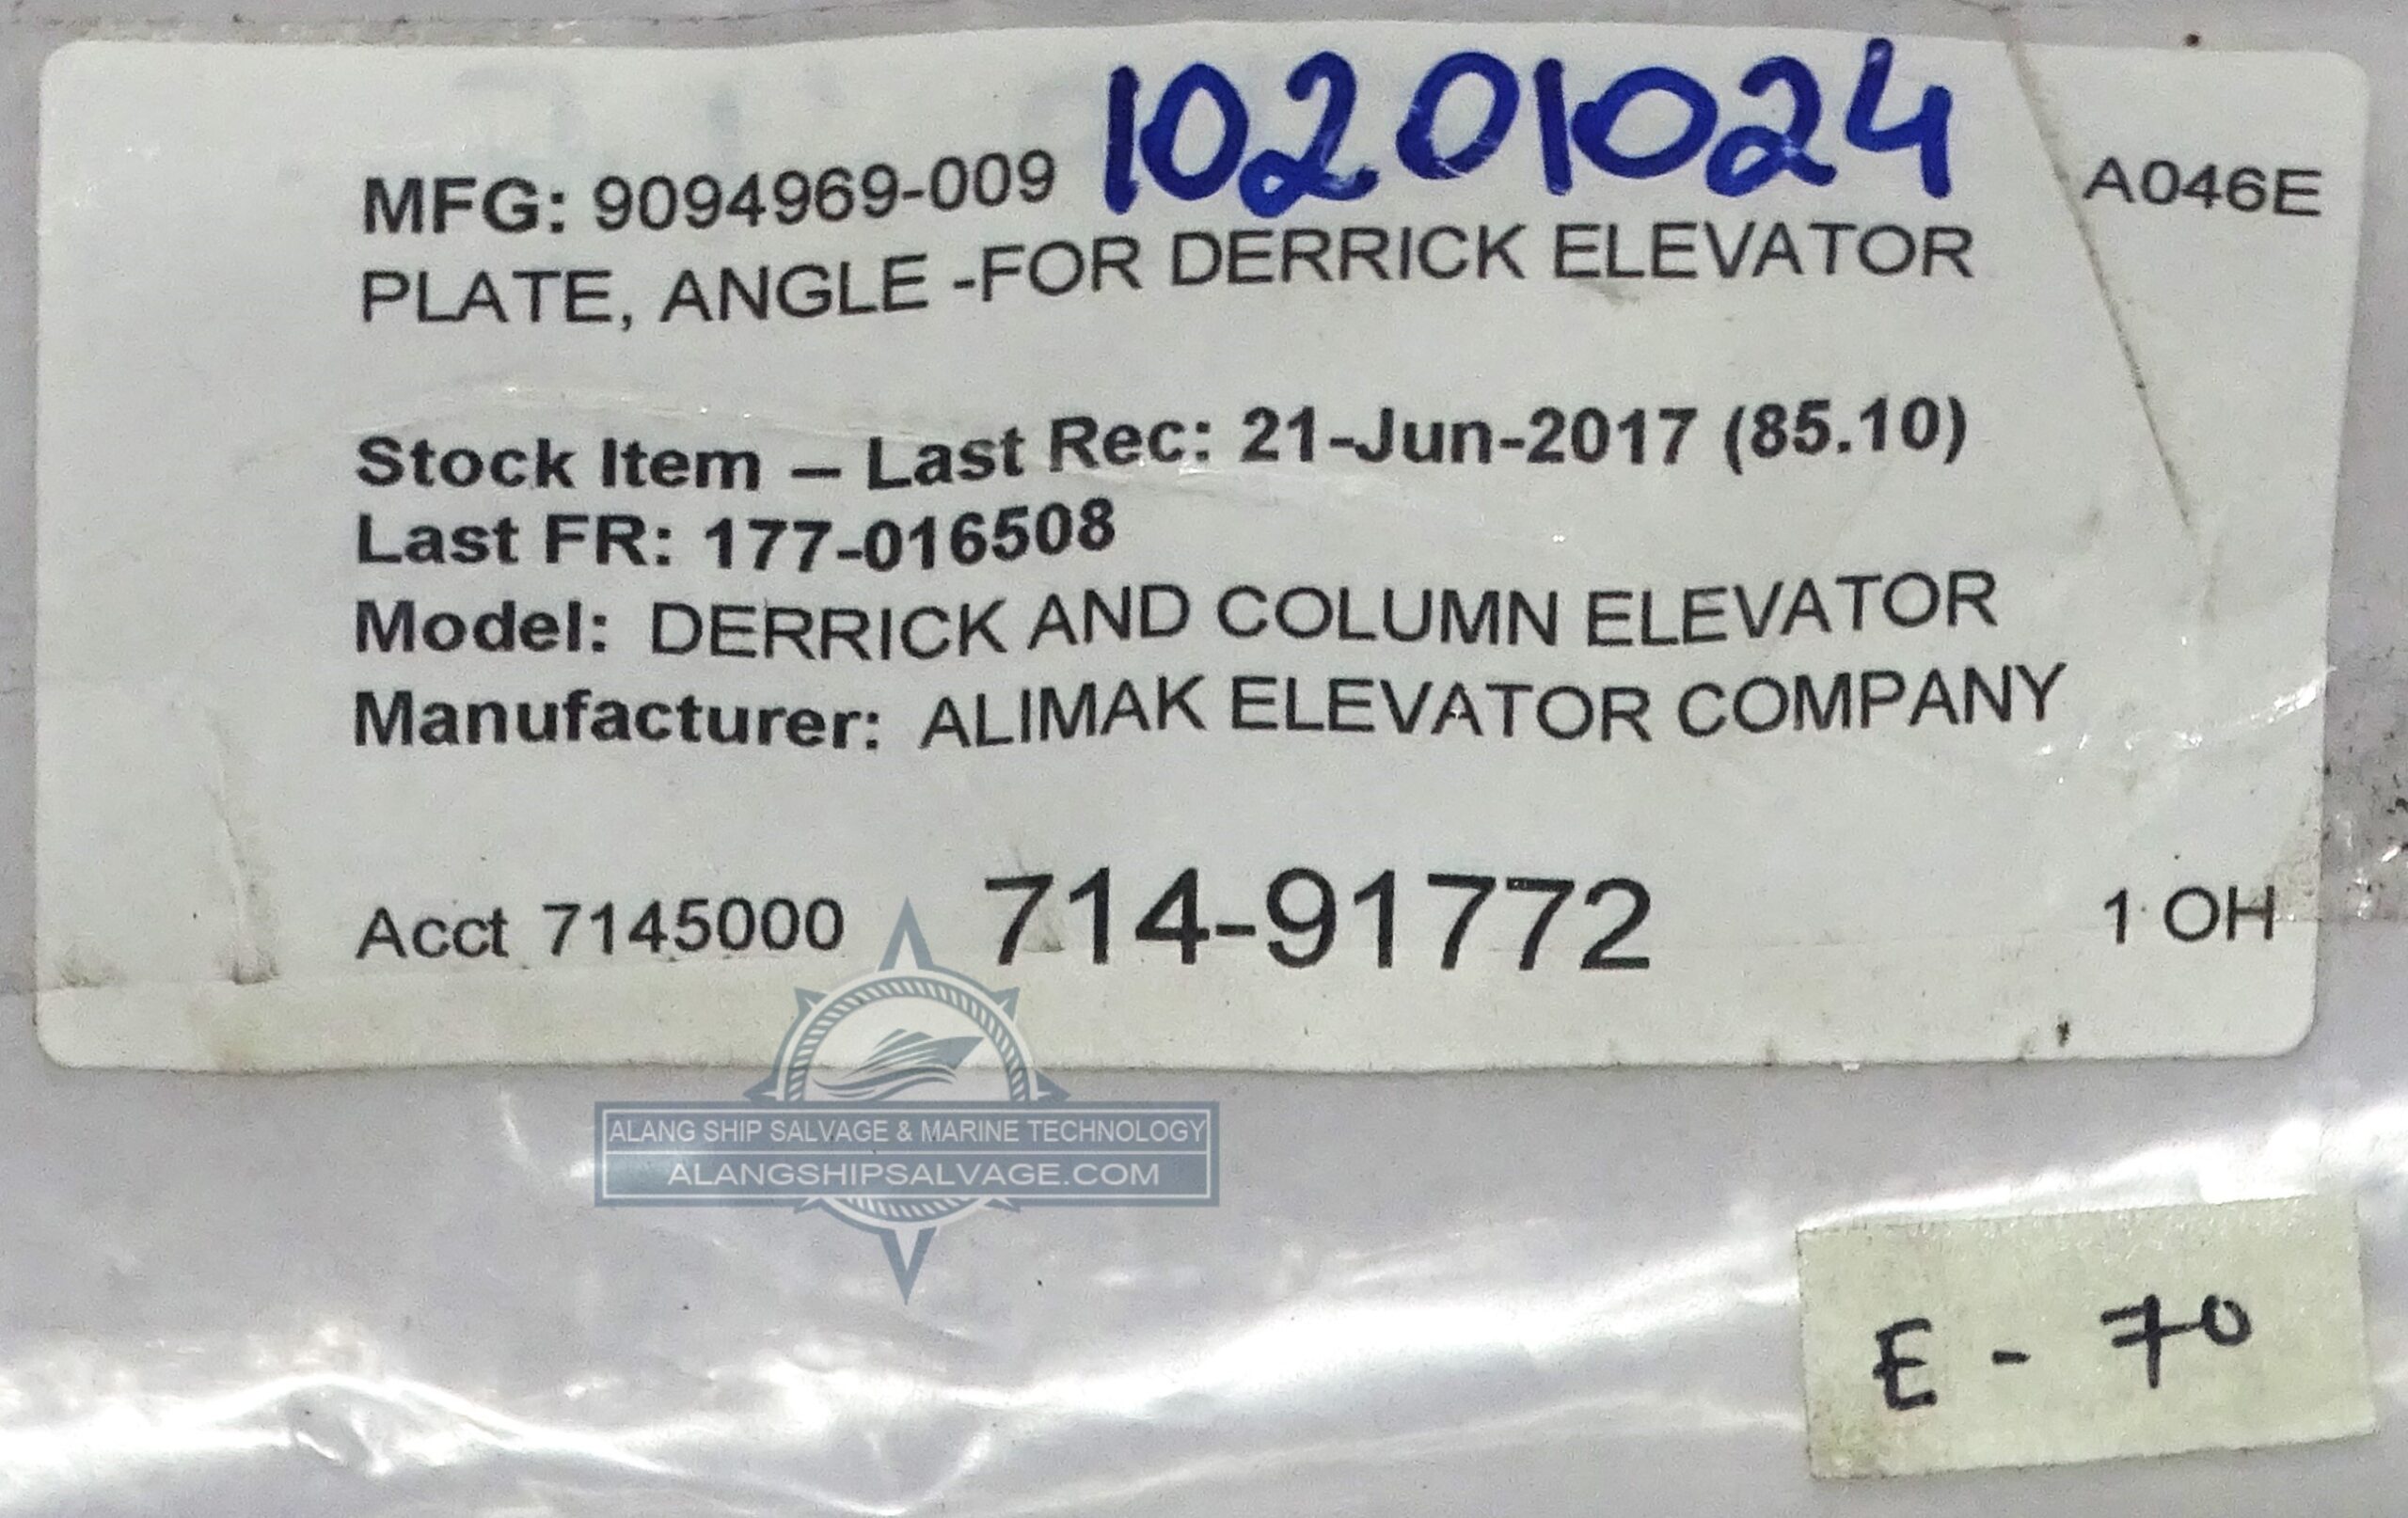 10201024
MFG: 9094969-009
A046E
PLATE, ANGLE -FOR DERRICK ELEVATOR
Stock Item – Last Rec: 21-Jun-2017 (85.10)
Last FR: 177-016508
Model: DERRICK AND COLUMN ELEVATOR
Manufacturer: ALIMAK ELEVATOR COMPANY
Acct 7145000 714-91772 1 OH
ALANG SHIP SALVAGE & MARINE TECHNOLOGY
ALANGSHIPSALVAGE.COM
E - 70